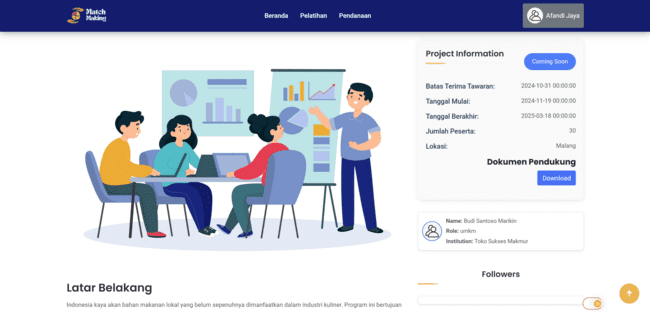 Match
Making
Beranda Pelatihan Pendanaan
Afandi Jaya
Project Information
Coming Soon
Batas Terima Tawaran: 2024-10-31 00:00:00
Tanggal Mulai: 2024-11-19 00:00:00
Tanggal Berakhir: 2025-03-18 00:00:00
Jumlah Peserta: 30
Lokasi: Malang
Dokumen Pendukung
Download
Name: Budi Santoso Marikin
Role: umkm
Institution: Toko Sukses Makmur
Followers
Latar Belakang
Indonesia kaya akan bahan makanan lokal yang belum sepenuhnya dimanfaatkan dalam industri kuliner. Program ini bertujuan